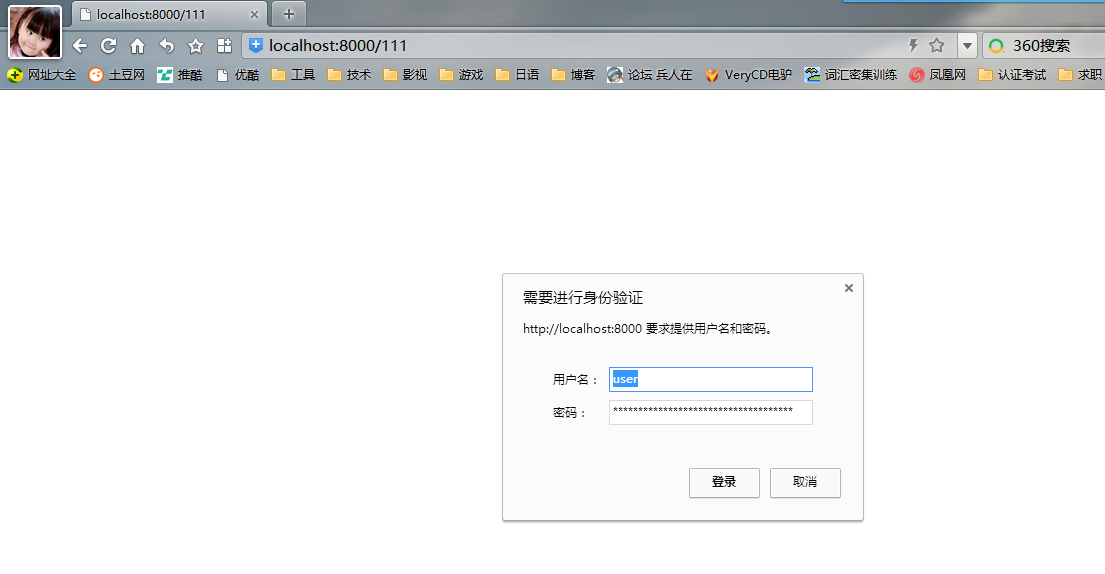 localhost:8000/111
localhost:8000/111 360搜索
网址大全 土豆网 推酷 优酷 工具 技术 影视 游戏 日语 博客 论坛 兵人在 VeryCD电驴 词汇密集训练 凤凰网 认证考试 求职
需要进行身份验证
http://localhost:8000 要求提供用户名和密码。
用户名： user
密码： ************************************
登录 取消